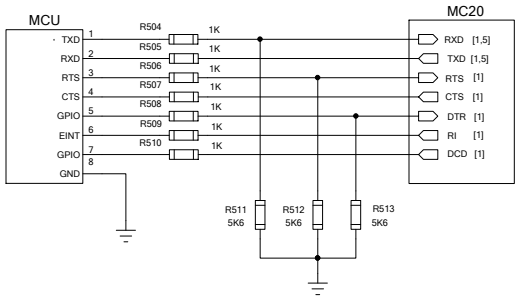 MCU
MC20
TXD 1 R504 1K RXD [1,5]
RXD 2 R505 1K TXD [1,5]
RTS 3 R506 1K RTS [1]
CTS 4 R507 1K CTS [1]
GPIO 5 R508 1K DTR [1]
EINT 6 R509 1K RI [1]
GPIO 7 R510 1K DCD [1]
GND 8
R511 R512 R513
5K6 5K6 5K6